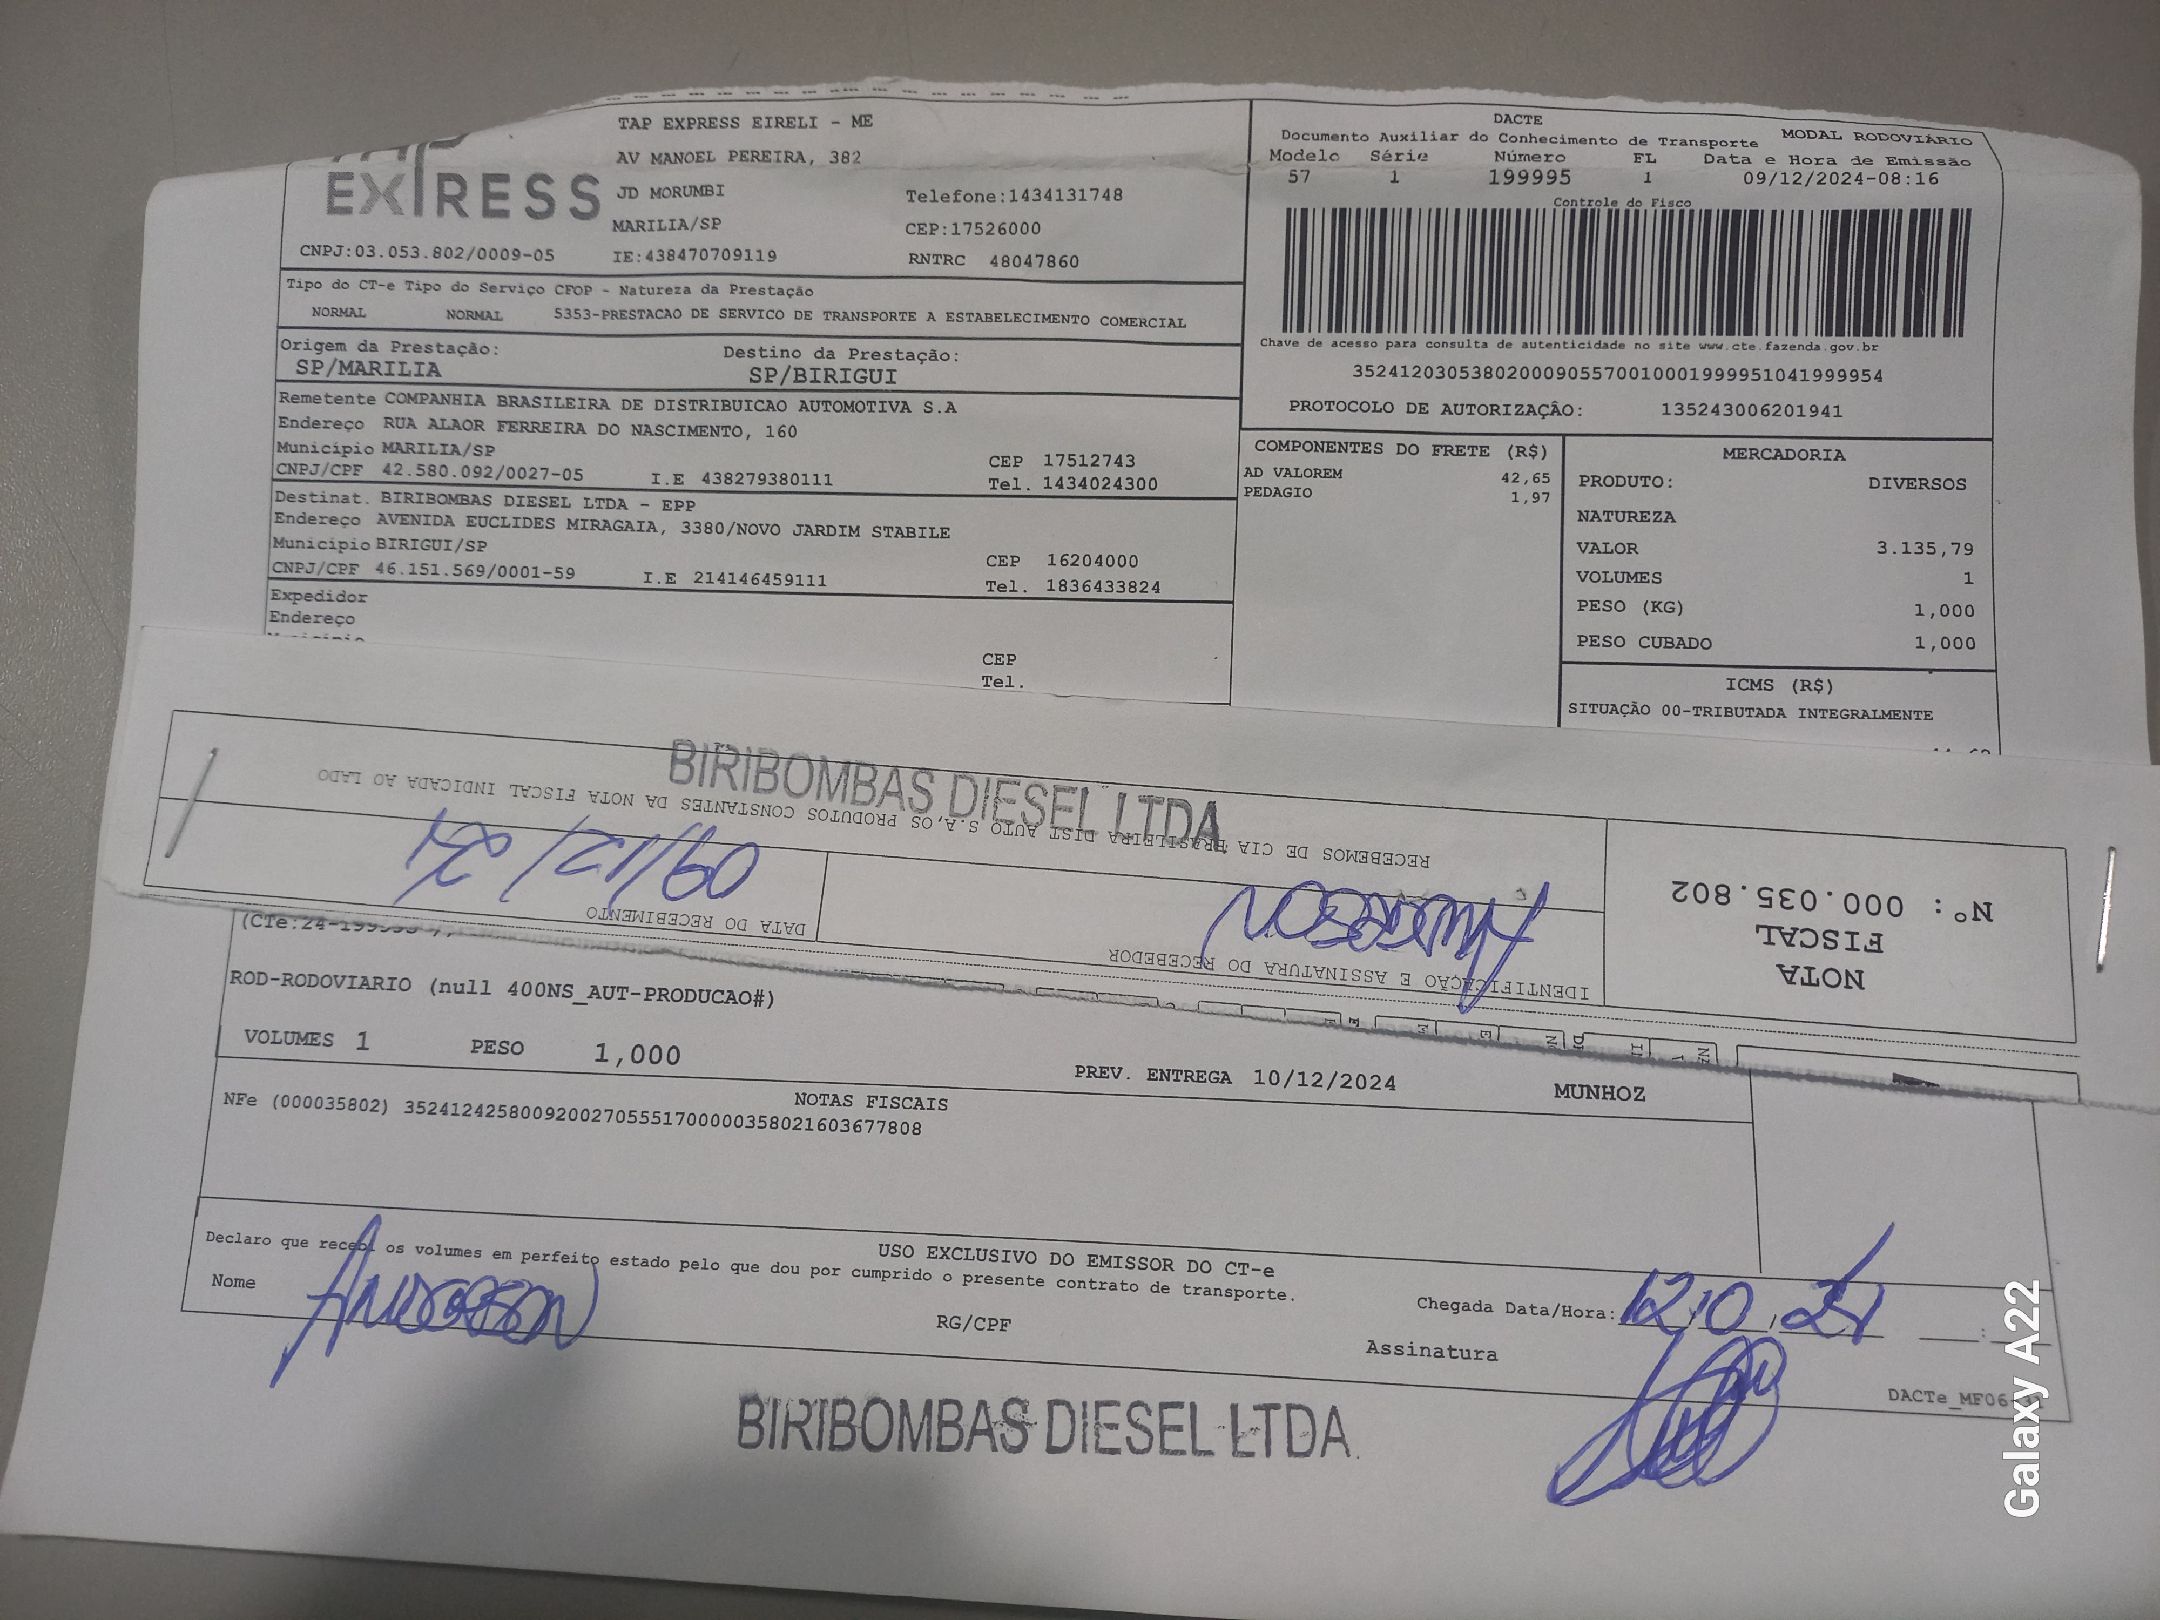 TAP EXPRESS EIRELI - ME
AV MANOEL PEREIRA, 382
EXPRESS
JD MORUMBI
Telefone:1434131748
MARILIA/SP
CEP:17526000
CNPJ:03.053.802/0009-05
IE:438470709119
RNTRC 48047860
DACTE
Documento Auxiliar do Conhecimento de Transporte
MODAL RODOVIÁRIO
Modelo Série Número FL Data e Hora de Emissão
57 1 199995 1 09/12/2024-08:16
Controle do Fisco
Chave de acesso para consulta de autenticidade no site www.cte.fazenda.gov.br
35241203053802000905570010001999951041999954
PROTOCOLO DE AUTORIZAÇÃO: 135243006201941
Tipo do CT-e Tipo do Serviço CFOP - Natureza da Prestação
NORMAL NORMAL 5353-PRESTACAO DE SERVICO DE TRANSPORTE A ESTABELECIMENTO COMERCIAL
Origem da Prestação: Destino da Prestação:
SP/MARILIA SP/BIRIGUI
Remetente COMPANHIA BRASILEIRA DE DISTRIBUICAO AUTOMOTIVA S.A
Endereço RUA ALAOR FERREIRA DO NASCIMENTO, 160
Município MARILIA/SP CEP 17512743
CNPJ/CPF 42.580.092/0027-05 I.E 438279380111 Tel. 1434024300
Destinat. BIRIBOMBAS DIESEL LTDA - EPP
Endereço AVENIDA EUCLIDES MIRAGAIA, 3380/NOVO JARDIM STABILE
Município BIRIGUI/SP CEP 16204000
CNPJ/CPF 46.151.569/0001-59 I.E 214146459111 Tel. 1836433824
Expedidor
Endereço
CEP
Tel.
COMPONENTES DO FRETE (R$)
AD VALOREM 42,65
PEDAGIO 1,97
MERCADORIA
PRODUTO: DIVERSOS
NATUREZA
VALOR 3.135,79
VOLUMES 1
PESO (KG) 1,000
PESO CUBADO 1,000
ICMS (R$)
SITUAÇÃO 00-TRIBUTADA INTEGRALMENTE
BIRIBOMBAS DIESEL LTDA
RECEBEMOS DE CIA BRASILEIRA DIST AUTO S.A,OS PRODUTOS CONSTANTES DA NOTA FISCAL INDICADA AO LADO
DATA DO RECEBIMENTO
09/12/24
IDENTIFICAÇÃO E ASSINATURA DO RECEBEDOR
Anderson
NOTA
FISCAL
Nº: 000.035.802
ROD-RODOVIARIO (null 400NS_AUT-PRODUCAO#)
VOLUMES 1 PESO 1,000 PREV. ENTREGA 10/12/2024 MUNHOZ
NOTAS FISCAIS
NFe (000035802) 35241242580092002705551700000358021603677808
USO EXCLUSIVO DO EMISSOR DO CT-e
Declaro que recebi os volumes em perfeito estado pelo que dou por cumprido o presente contrato de transporte.
Nome Anderson
RG/CPF
Chegada Data/Hora:
Assinatura
BIRIBOMBAS DIESEL LTDA.
Galaxy A22